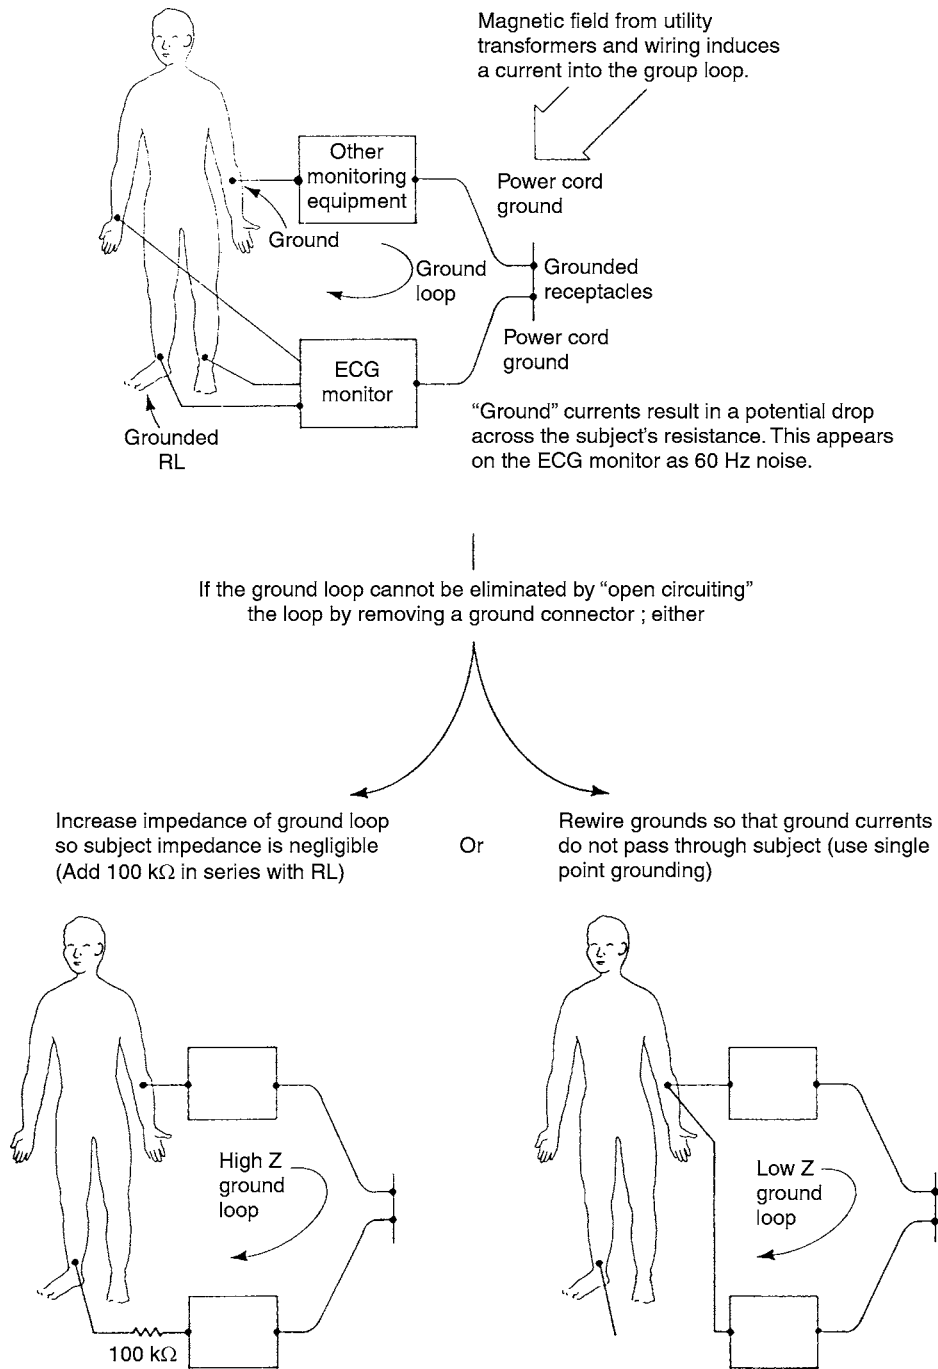 Magnetic field from utility
transformers and wiring induces
a current into the group loop.
Other
monitoring
equipment
Power cord
ground
Ground
Ground
loop
Grounded
receptacles
Power cord
ground
ECG
monitor
Grounded
RL
"Ground" currents result in a potential drop
across the subject's resistance. This appears
on the ECG monitor as 60 Hz noise.
If the ground loop cannot be eliminated by "open circuiting"
the loop by removing a ground connector ; either
Increase impedance of ground loop
so subject impedance is negligible
(Add 100 kΩ in series with RL)
Or
Rewire grounds so that ground currents
do not pass through subject (use single
point grounding)
High Z
ground
loop
100 kΩ
Low Z
ground
loop